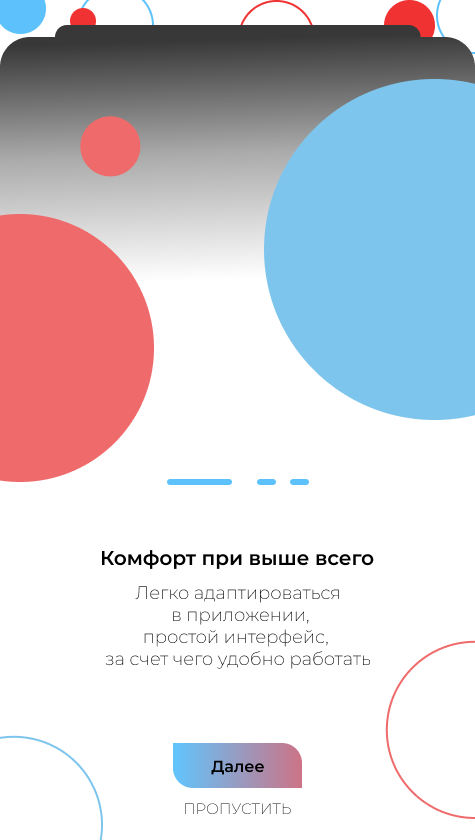 Комфорт при выше всего
Легко адаптироваться
в приложении,
простой интерфейс,
за счет чего удобно работать
Далее
ПРОПУСТИТЬ